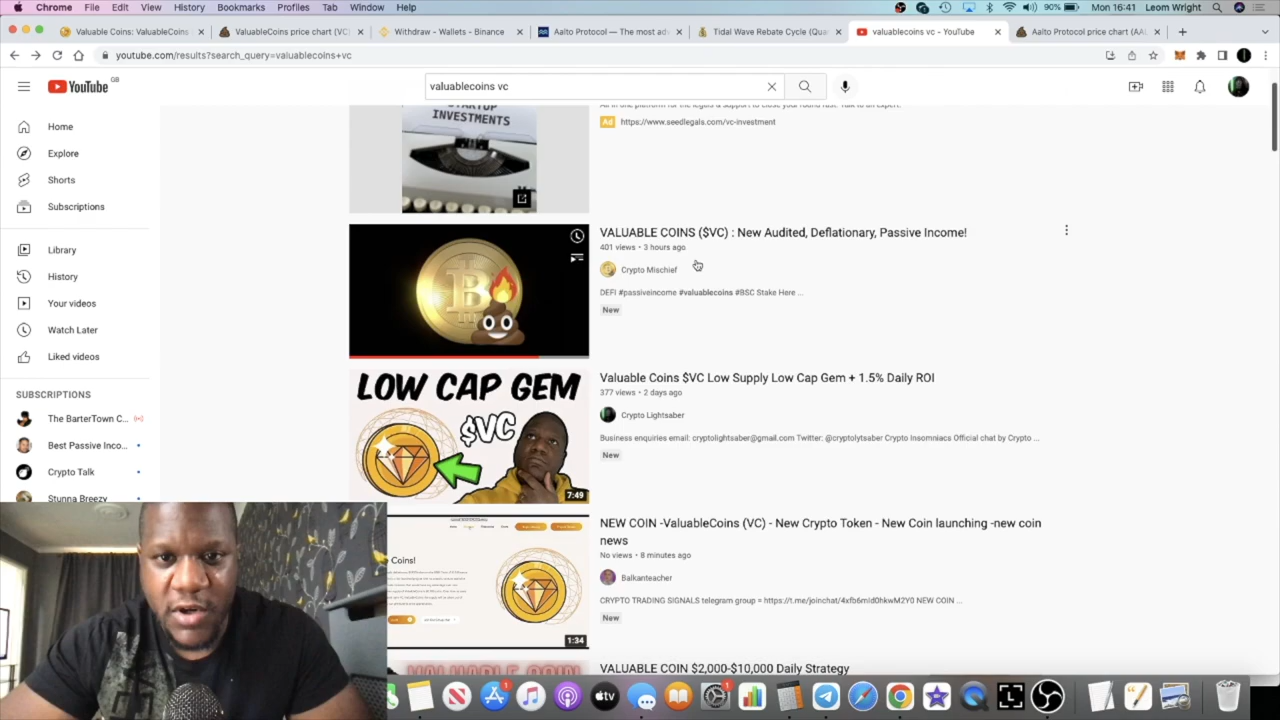 Chrome File Edit View History Bookmarks Profiles Tab Window Help
90% Mon 16:41 Leom Wright
Valuable Coins: ValuableCoins
ValuableCoins price chart (VC)
Withdraw – Wallets - Binance
Aalto Protocol — The most adv
Tidal Wave Rebate Cycle (Qua
valuablecoins vc - YouTube
Aalto Protocol price chart (AA
youtube.com/results?search_query=valuablecoins+vc
YouTube GB
valuablecoins vc
Home
Explore
Shorts
Subscriptions
Library
History
Your videos
Watch Later
Liked videos
SUBSCRIPTIONS
The BarterTown C...
Best Passive Inco...
Crypto Talk
Stunna Breezy
INVESTMENTS
Ad https://www.seedlegals.com/vc-investment
VALUABLE COINS ($VC) : New Audited, Deflationary, Passive Income!
401 views • 3 hours ago
Crypto Mischief
DEFI #passiveincome #valuablecoins #BSC Stake Here ...
New
LOW CAP GEM
$VC
7:49
Valuable Coins $VC Low Supply Low Cap Gem + 1.5% Daily ROI
377 views • 2 days ago
Crypto Lightsaber
Business enquiries email: cryptolightsaber@gmail.com Twitter: @cryptolytsaber Crypto Insomniacs Official chat by Crypto ...
New
Coins!
1:34
NEW COIN -ValuableCoins (VC) - New Crypto Token - New Coin launching -new coin
news
No views • 8 minutes ago
Balkanteacher
CRYPTO TRADING SIGNALS telegram group = https://t.me/joinchat/4xfb6mId0hkwM2Y0 NEW COIN ...
New
VALUABLE COIN
VALUABLE COIN $2,000-$10,000 Daily Strategy
tv